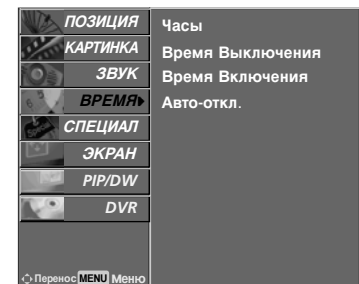 ПОЗИЦИЯ
КАРТИНКА
ЗВУК
ВРЕМЯ
СПЕЦИАЛ
ЭКРАН
PIP/DW
DVR
Перенос MENU Меню
Часы
Время Выключения
Время Включения
Авто-откл.